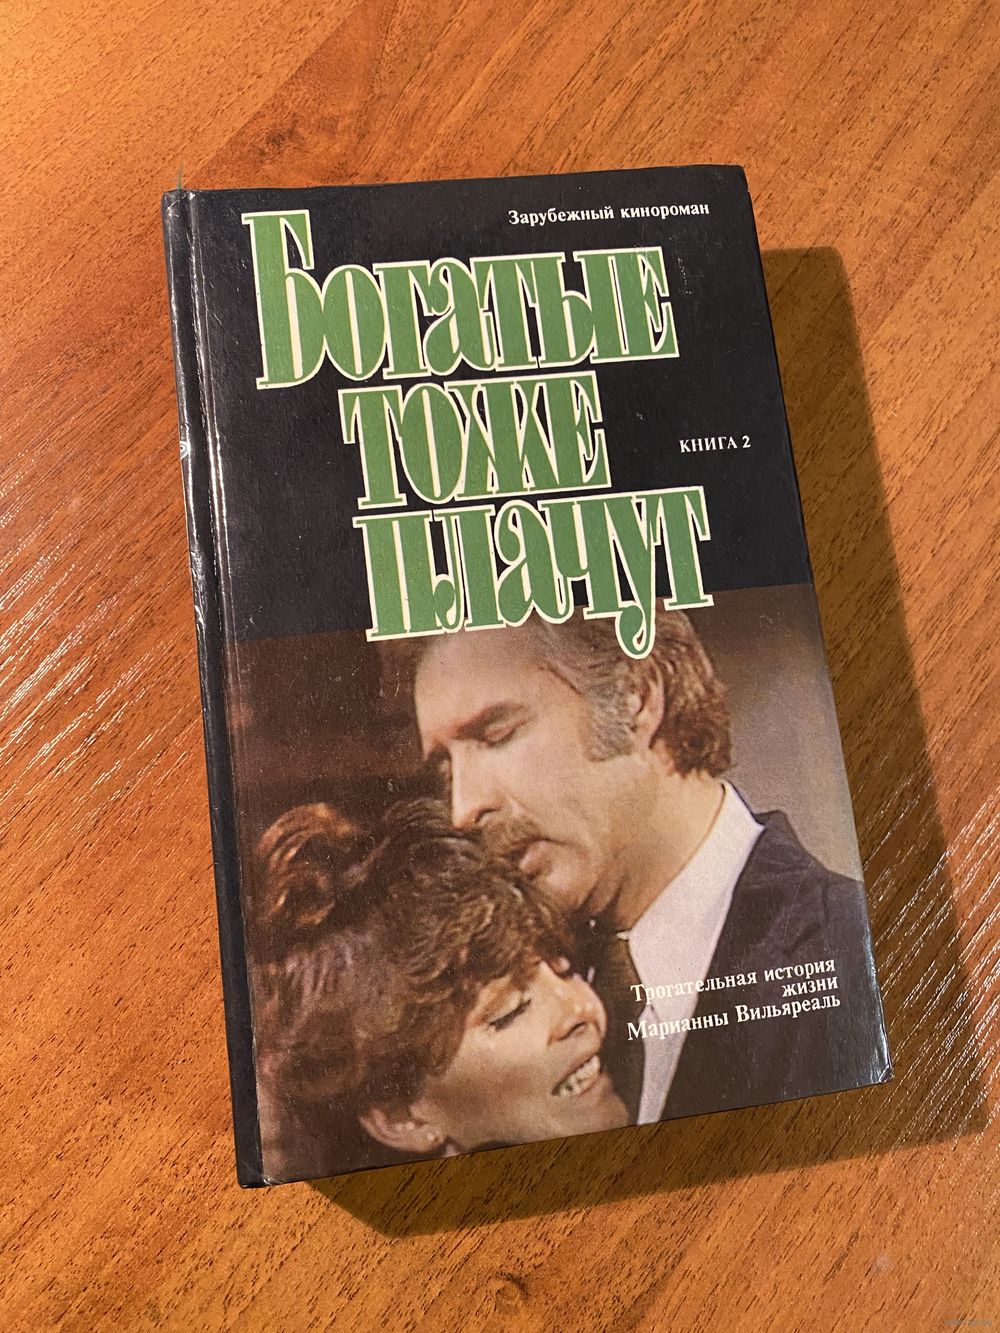 Зарубежный кинороман
Богатые
тоже
плачут
КНИГА 2
Трогательная история
жизни
Марианны Вильяреаль